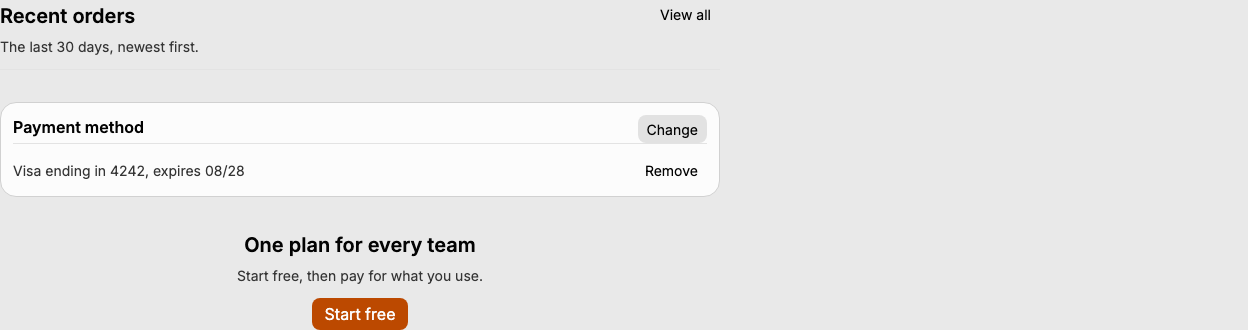 Recent orders
View all
The last 30 days, newest first.
Payment method
Change
Visa ending in 4242, expires 08/28
Remove
One plan for every team
Start free, then pay for what you use.
Start free